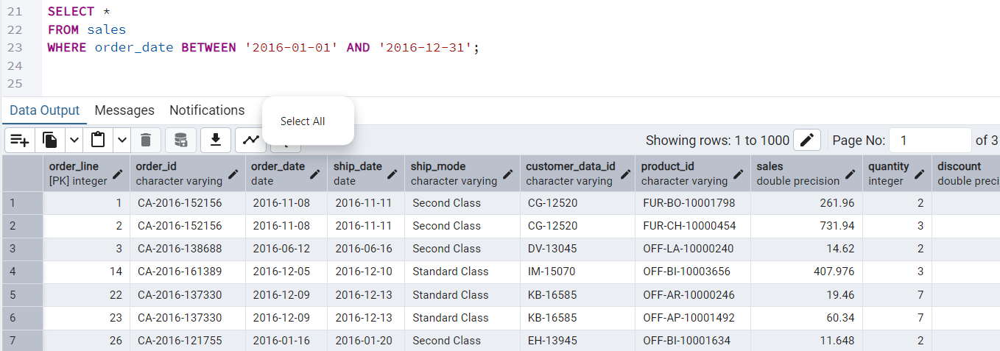 21 SELECT *
22 FROM sales
23 WHERE order_date BETWEEN '2016-01-01' AND '2016-12-31';
24
25
Data Output Messages Notifications
Select All
Showing rows: 1 to 1000 Page No: 1 of 3
order_line order_id order_date ship_date ship_mode customer_data_id product_id sales quantity discount
[PK] integer character varying date date character varying character varying character varying double precision integer double preci
1 1 CA-2016-152156 2016-11-08 2016-11-11 Second Class CG-12520 FUR-BO-10001798 261.96 2
2 2 CA-2016-152156 2016-11-08 2016-11-11 Second Class CG-12520 FUR-CH-10000454 731.94 3
3 3 CA-2016-138688 2016-06-12 2016-06-16 Second Class DV-13045 OFF-LA-10000240 14.62 2
4 14 CA-2016-161389 2016-12-05 2016-12-10 Standard Class IM-15070 OFF-BI-10003656 407.976 3
5 22 CA-2016-137330 2016-12-09 2016-12-13 Standard Class KB-16585 OFF-AR-10000246 19.46 7
6 23 CA-2016-137330 2016-12-09 2016-12-13 Standard Class KB-16585 OFF-AP-10001492 60.34 7
7 26 CA-2016-121755 2016-01-16 2016-01-20 Second Class EH-13945 OFF-BI-10001634 11.648 2